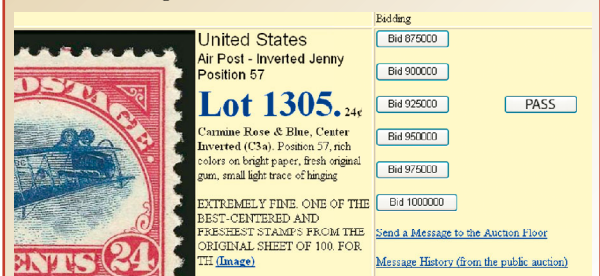 POSTAGE
CENTS 24
United States
Air Post - Inverted Jenny
Position 57
Lot 1305. 24¢
Carmine Rose & Blue, Center
Inverted (C3a). Position 57, rich
colors on bright paper, fresh original
gum, small light trace of hinging
EXTREMELY FINE. ONE OF THE
BEST-CENTERED AND
FRESHEST STAMPS FROM THE
ORIGINAL SHEET OF 100. FOR
TH (Image)
Bidding
Bid 875000
Bid 900000
Bid 925000
PASS
Bid 950000
Bid 975000
Bid 1000000
Send a Message to the Auction Floor
Message History (from the public auction)